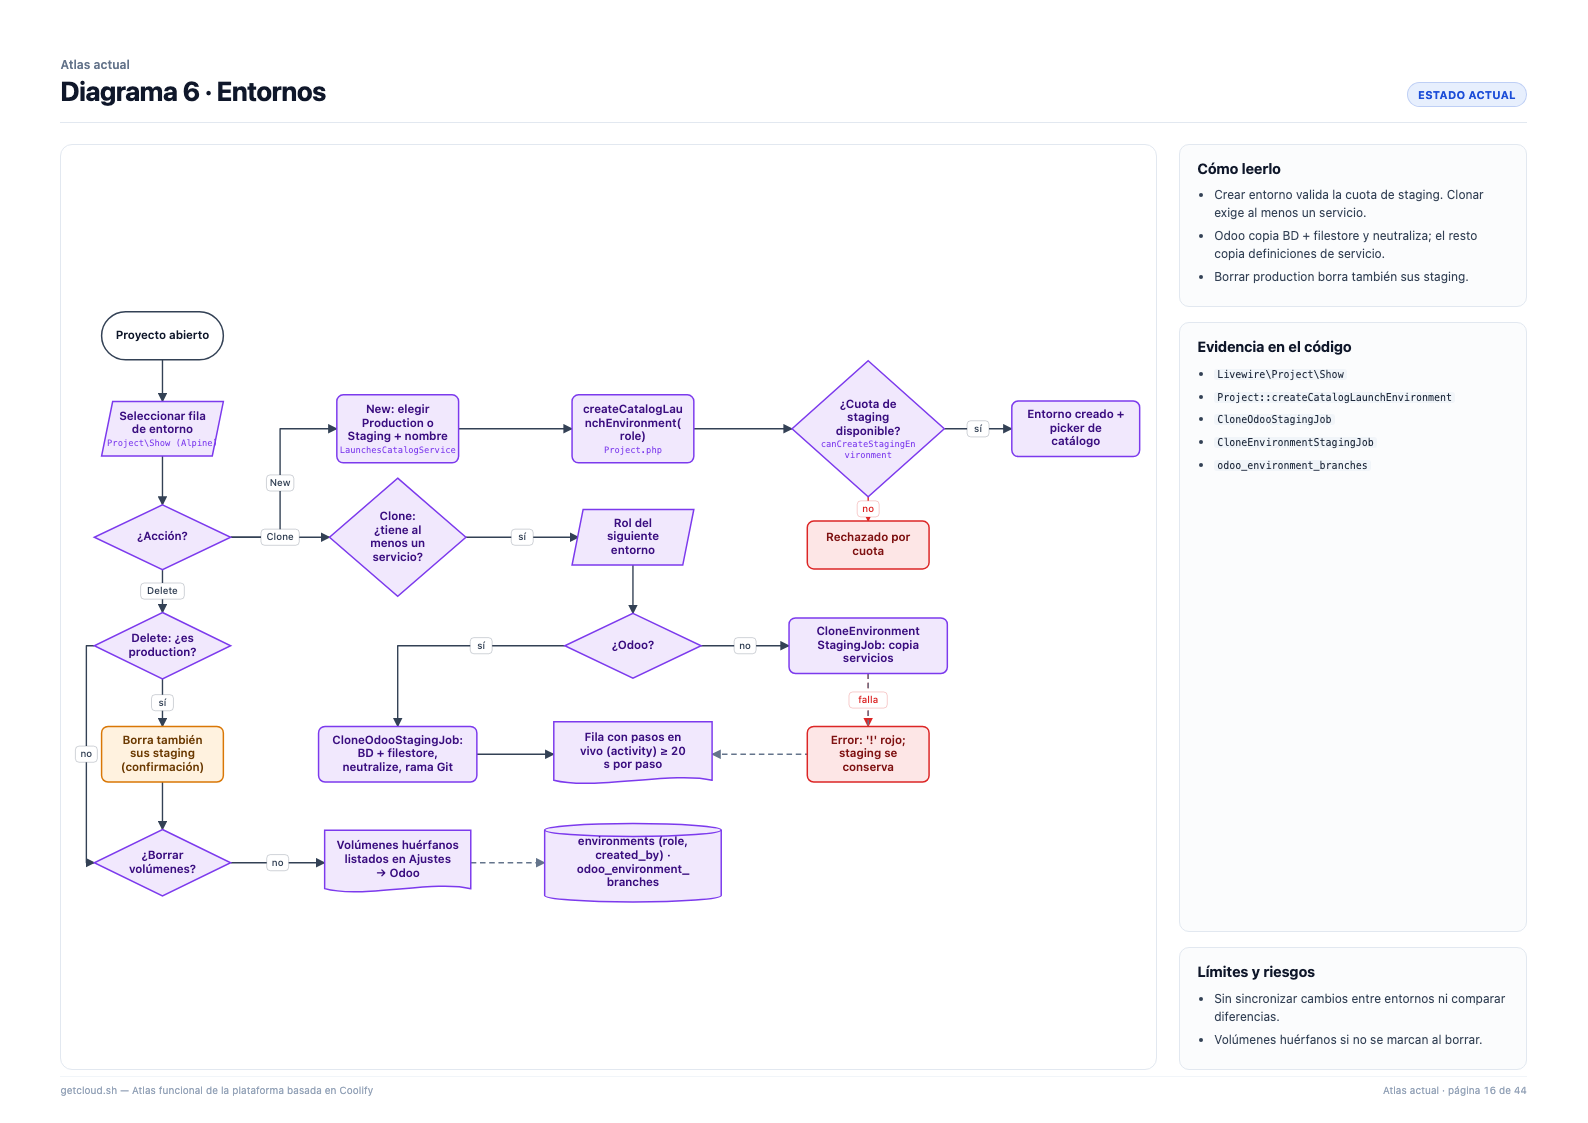 Atlas actual
Diagrama 6 · Entornos
ESTADO ACTUAL
Proyecto abierto
Seleccionar fila
de entorno
Project\Show (Alpine)
¿Acción?
New
Clone
Delete
New: elegir
Production o
Staging + nombre
LaunchesCatalogService
createCatalogLau
nchEnvironment(
role)
Project.php
¿Cuota de
staging
disponible?
canCreateStagingEn
vironment
sí
Entorno creado +
picker de
catálogo
no
Rechazado por
cuota
Clone:
¿tiene al
menos un
servicio?
sí
Rol del
siguiente
entorno
Delete: ¿es
production?
sí
no
¿Odoo?
sí
no
CloneEnvironment
StagingJob: copia
servicios
falla
Borra también
sus staging
(confirmación)
CloneOdooStagingJob:
BD + filestore,
neutralize, rama Git
Fila con pasos en
vivo (activity) ≥ 20
s por paso
Error: '!' rojo;
staging se
conserva
¿Borrar
volúmenes?
no
Volúmenes huérfanos
listados en Ajustes
→ Odoo
environments (role,
created_by) ·
odoo_environment_
branches
Cómo leerlo
• Crear entorno valida la cuota de staging. Clonar
exige al menos un servicio.
• Odoo copia BD + filestore y neutraliza; el resto
copia definiciones de servicio.
• Borrar production borra también sus staging.
Evidencia en el código
• Livewire\Project\Show
• Project::createCatalogLaunchEnvironment
• CloneOdooStagingJob
• CloneEnvironmentStagingJob
• odoo_environment_branches
Límites y riesgos
• Sin sincronizar cambios entre entornos ni comparar
diferencias.
• Volúmenes huérfanos si no se marcan al borrar.
getcloud.sh — Atlas funcional de la plataforma basada en Coolify
Atlas actual · página 16 de 44